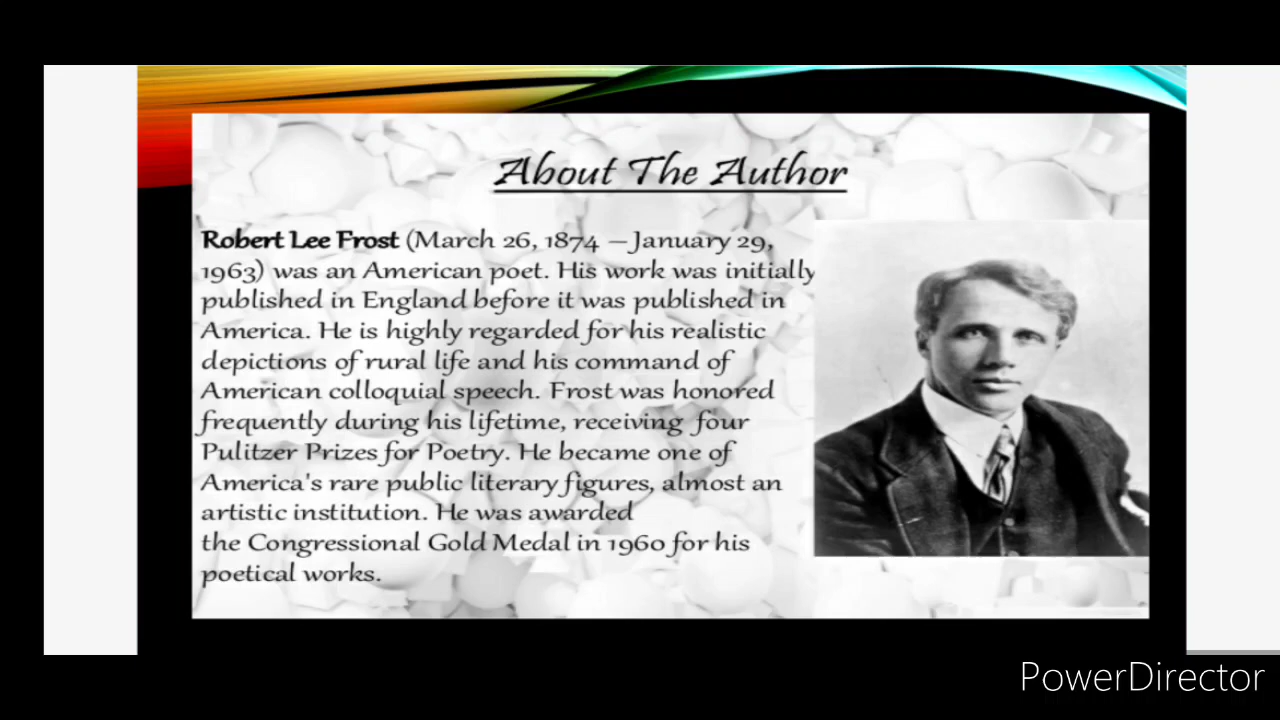 About The Author
Robert Lee Frost (March 26, 1874 – January 29,
1963) was an American poet. His work was initially
published in England before it was published in
America. He is highly regarded for his realistic
depictions of rural life and his command of
American colloquial speech. Frost was honored
frequently during his lifetime, receiving four
Pulitzer Prizes for Poetry. He became one of
America's rare public literary figures, almost an
artistic institution. He was awarded
the Congressional Gold Medal in 1960 for his
poetical works.
PowerDirector